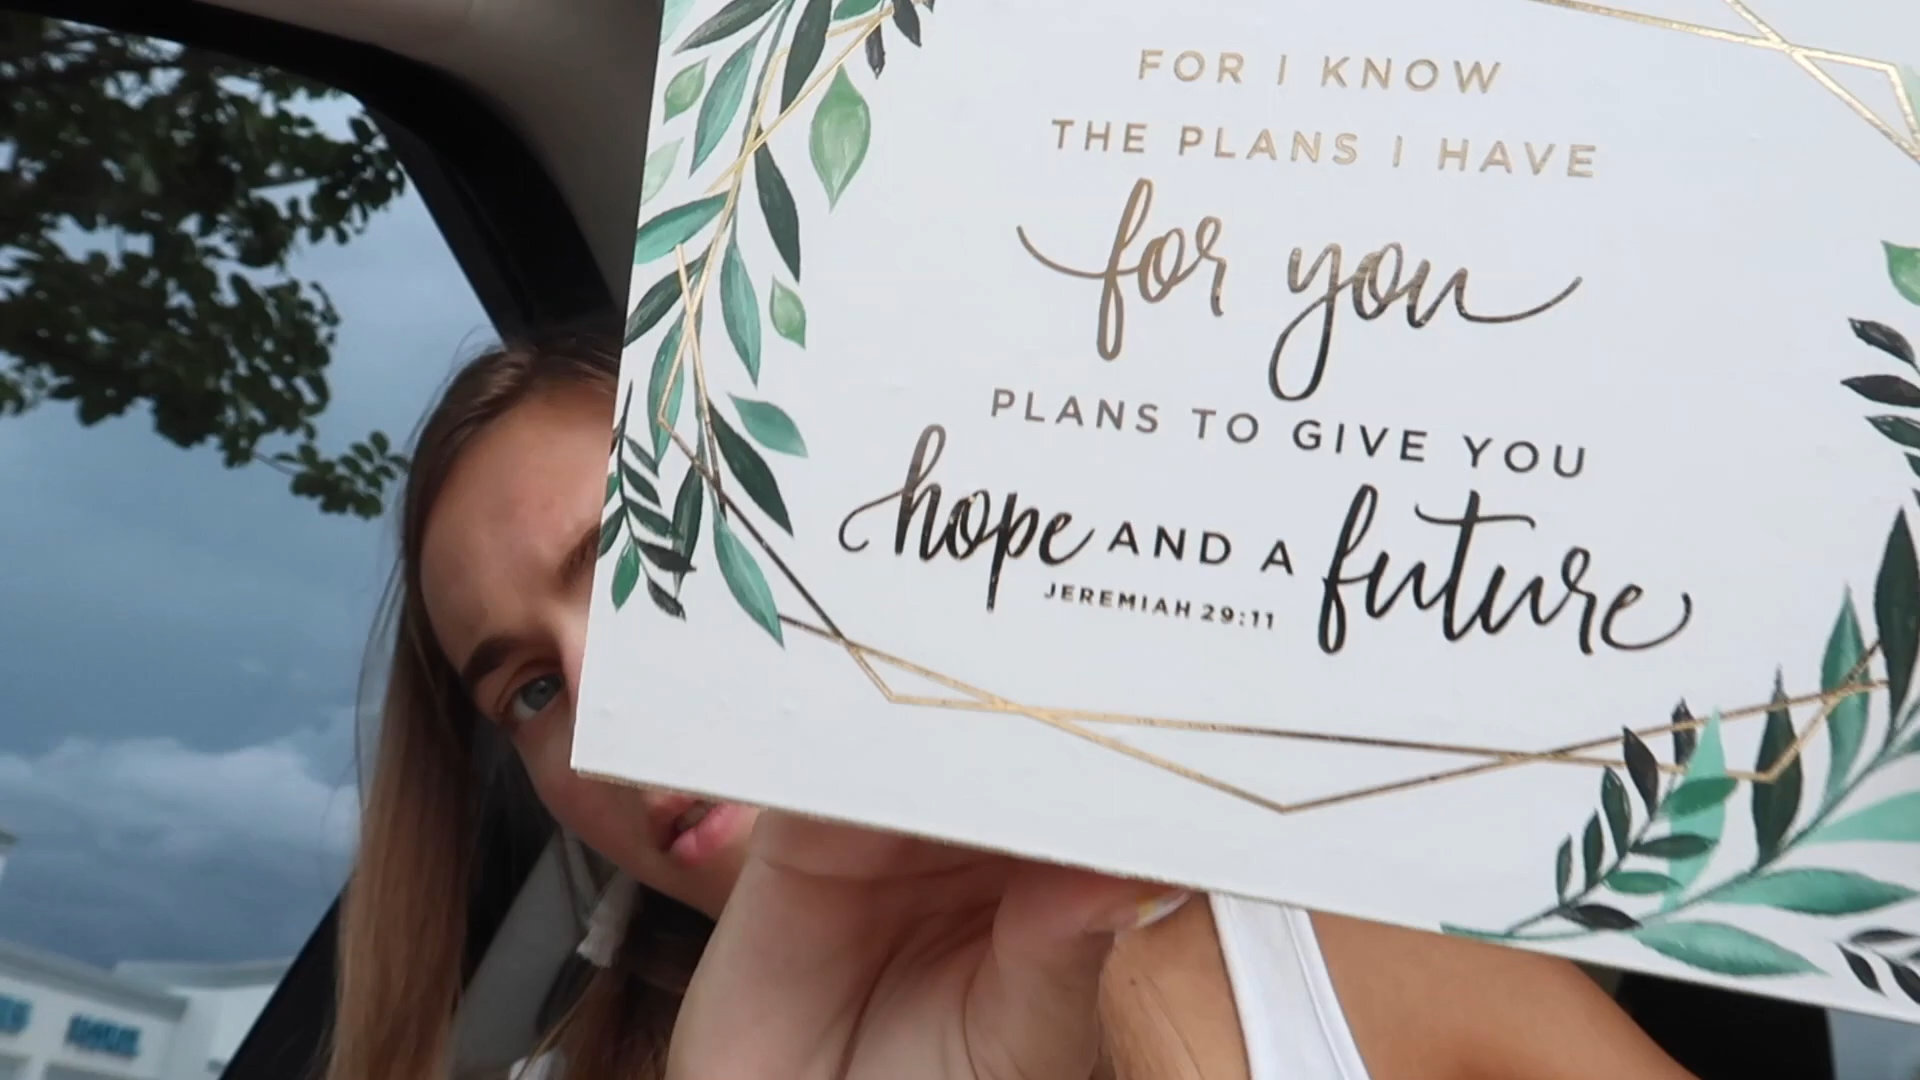 FOR I KNOW
THE PLANS I HAVE
for you
PLANS TO GIVE YOU
hope AND A future
JEREMIAH 29:11